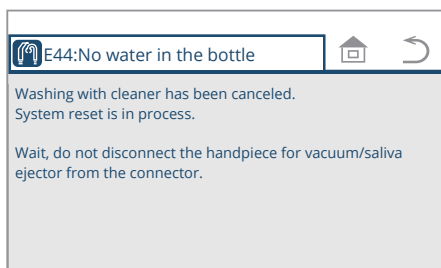 E44:No water in the bottle
Washing with cleaner has been canceled.
System reset is in process.
Wait, do not disconnect the handpiece for vacuum/saliva
ejector from the connector.